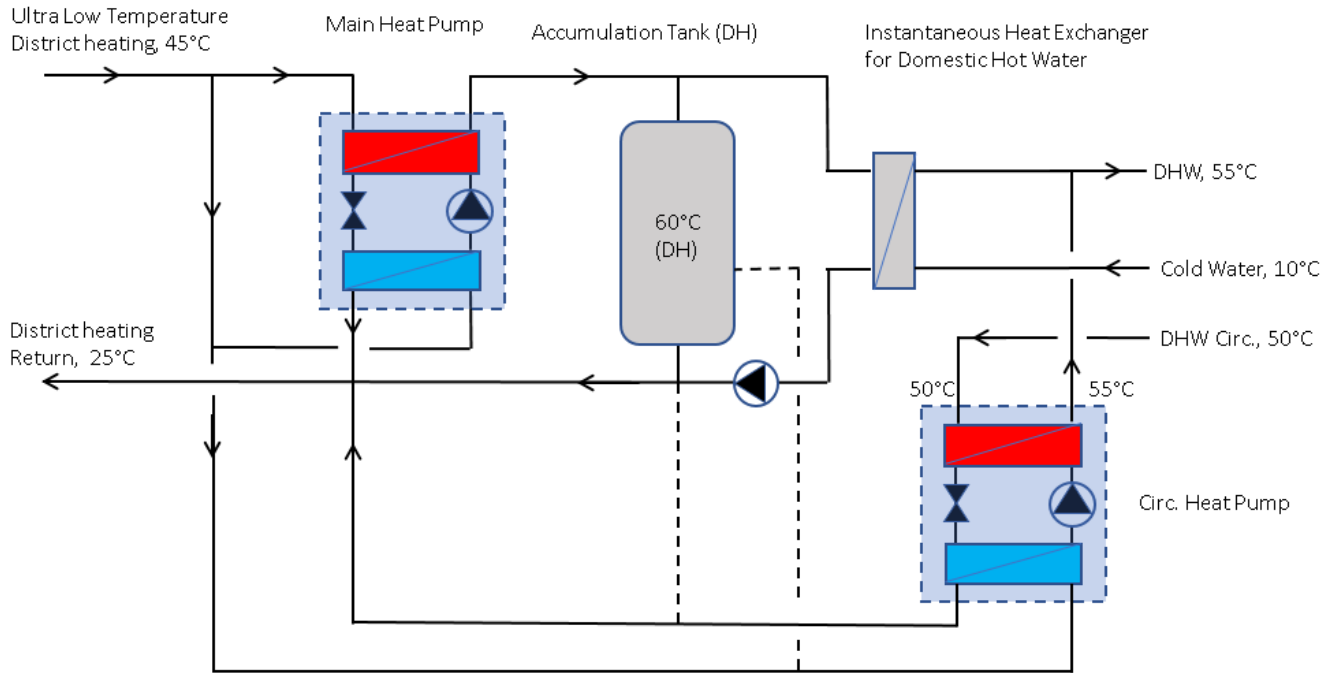 Ultra Low Temperature
District heating, 45°C
Main Heat Pump
Accumulation Tank (DH)
Instantaneous Heat Exchanger
for Domestic Hot Water
DHW, 55°C
60°C
(DH)
Cold Water, 10°C
District heating
Return, 25°C
DHW Circ., 50°C
50°C
55°C
Circ. Heat Pump